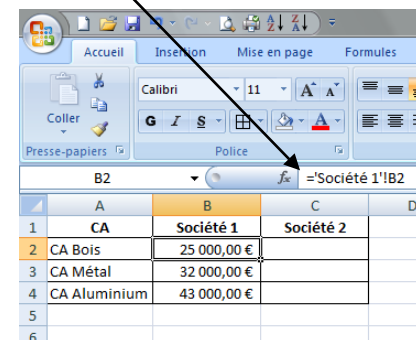 Accueil Insertion Mise en page Formules
Coller
Calibri 11 A A
G I S A
Presse-papiers Police
B2 fx ='Société 1'!B2
A B C D
1 CA Société 1 Société 2
2 CA Bois 25 000,00 €
3 CA Métal 32 000,00 €
4 CA Aluminium 43 000,00 €
5
6